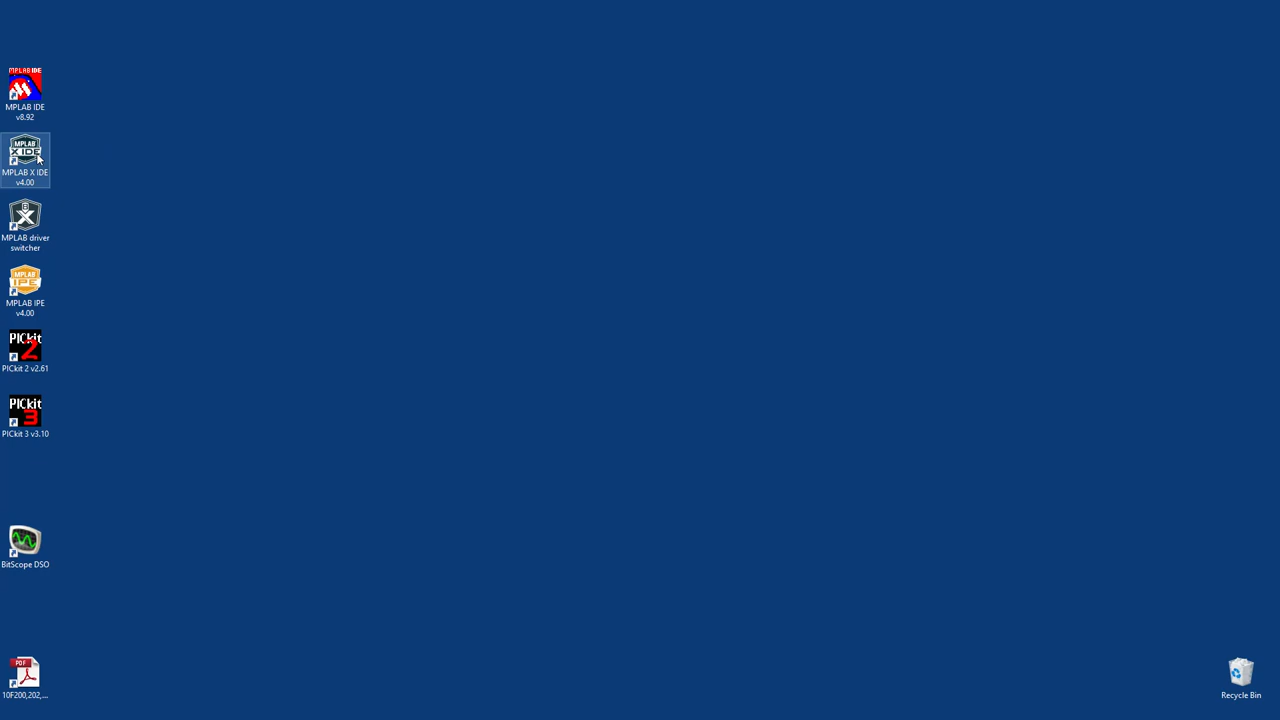 MPLAB IDE
MPLAB IDE
v8.92
MPLAB
X IDE
MPLAB X IDE
v4.00
B
X
MPLAB driver
switcher
MPLAB
IPE
MPLAB IPE
v4.00
PICkit
2
PICkit 2 v2.61
PICkit
3
PICkit 3 v3.10
BitScope DSO
PDF
10F200,202,...
Recycle Bin